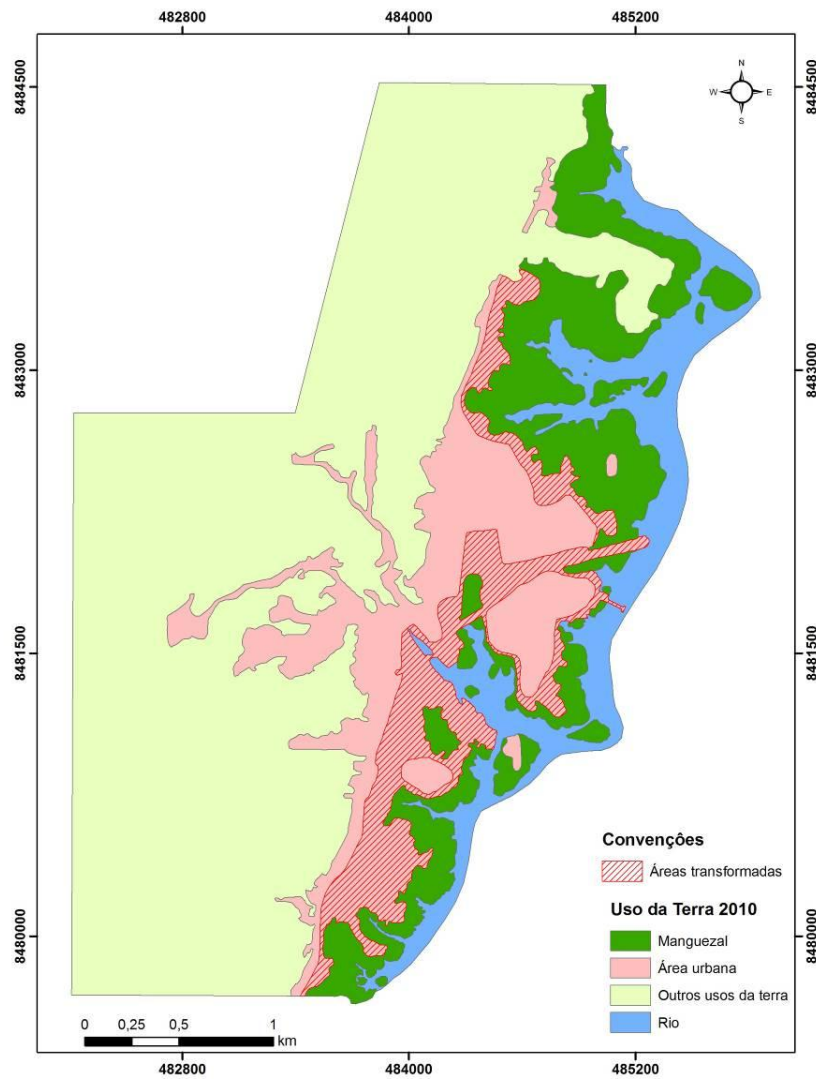 482800 484000 485200
8484500 8484500
N
W E
S
8483000 8483000
8481500 8481500
Convenções
Áreas transformadas
Uso da Terra 2010
8480000 8480000
Manguezal
Área urbana
Outros usos da terra
Rio
0 0,25 0,5 1
km
482800 484000 485200